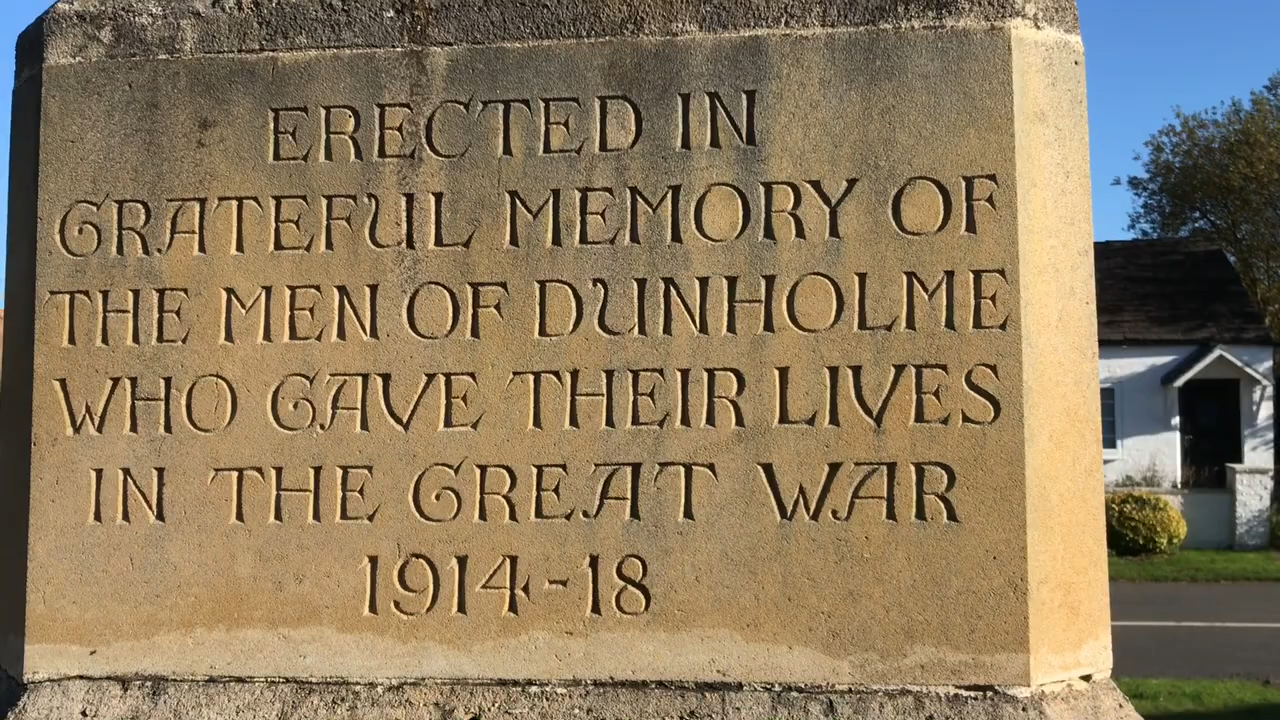 ERECTED IN
GRATEFUL MEMORY OF
THE MEN OF DUNHOLME
WHO GAVE THEIR LIVES
IN THE GREAT WAR
1914-18